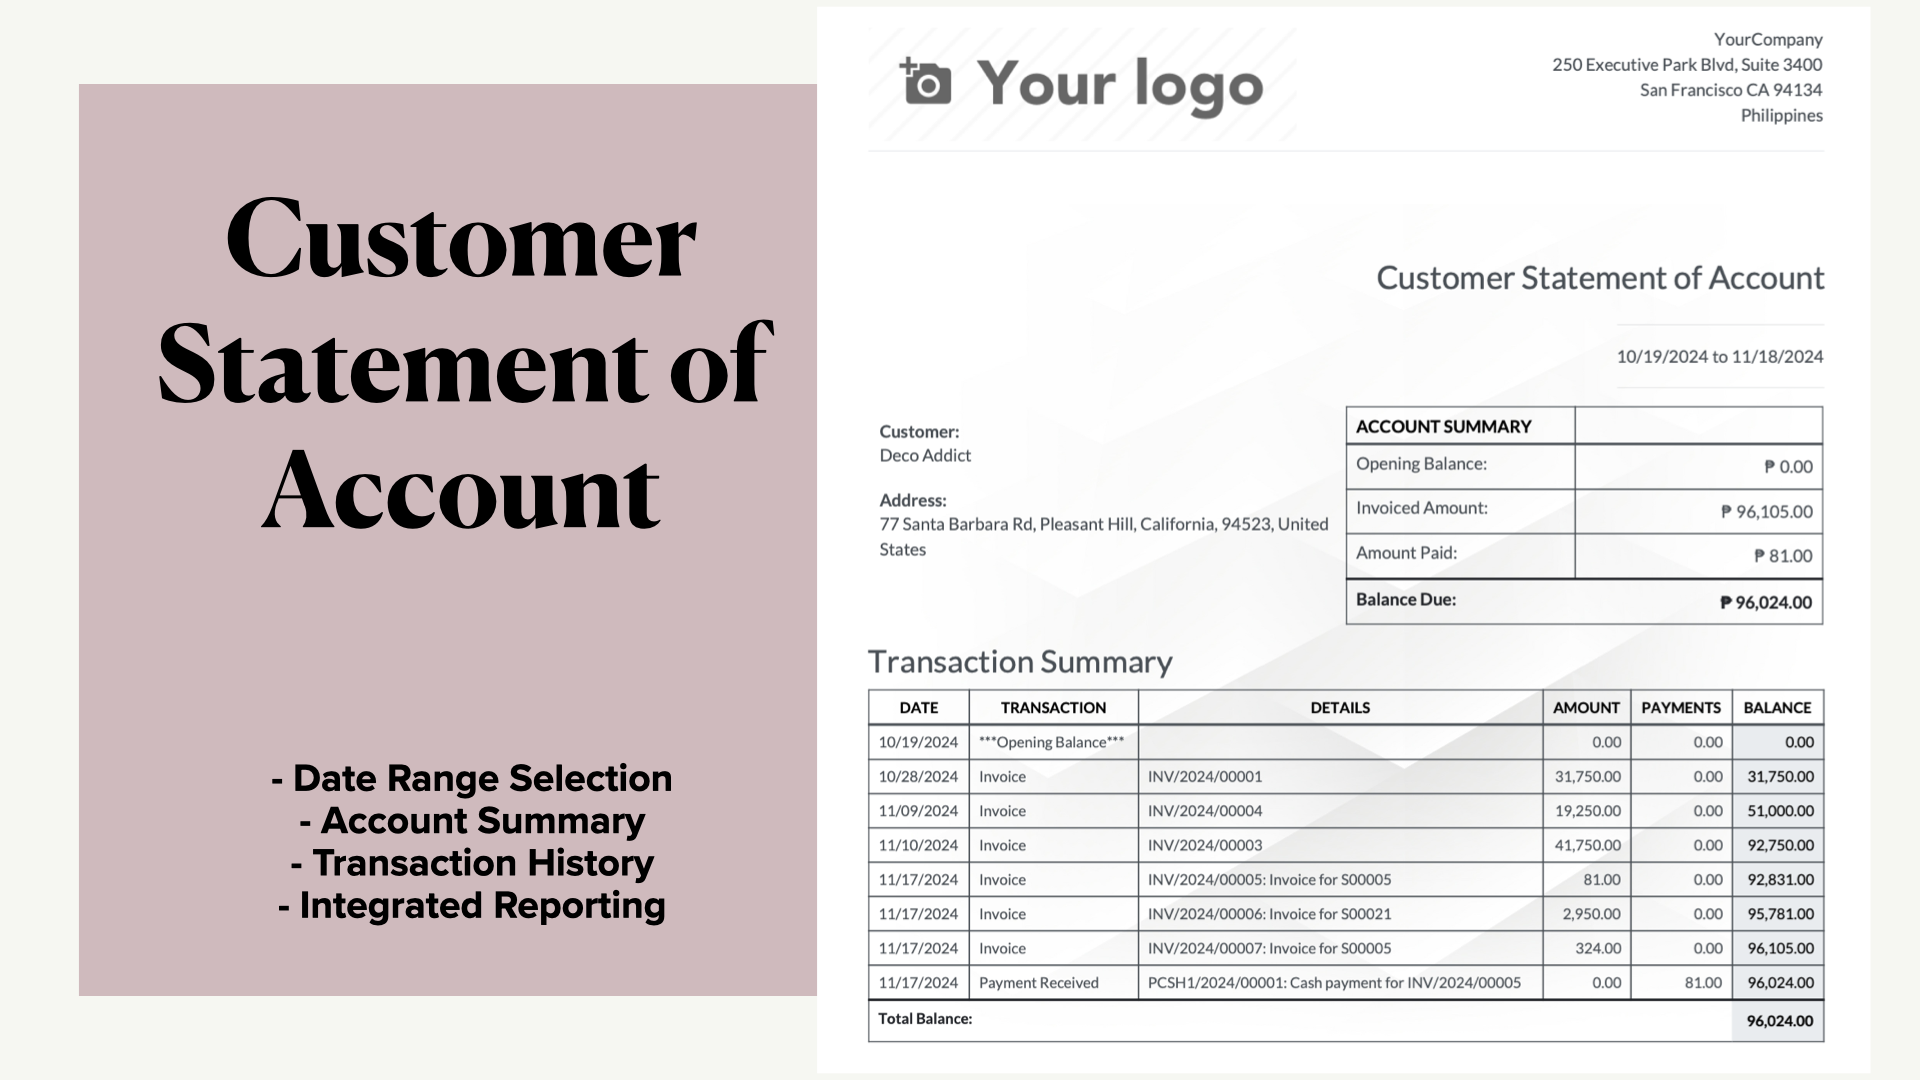 Customer
Statement of
Account
- Date Range Selection
- Account Summary
- Transaction History
- Integrated Reporting
Your logo
YourCompany
250 Executive Park Blvd, Suite 3400
San Francisco CA 94134
Philippines
Customer Statement of Account
10/19/2024 to 11/18/2024
Customer:
Deco Addict
Address:
77 Santa Barbara Rd, Pleasant Hill, California, 94523, United
States
ACCOUNT SUMMARY
Opening Balance: ₱ 0.00
Invoiced Amount: ₱ 96,105.00
Amount Paid: ₱ 81.00
Balance Due: ₱ 96,024.00
Transaction Summary
DATE TRANSACTION DETAILS AMOUNT PAYMENTS BALANCE
10/19/2024 ***Opening Balance*** 0.00 0.00 0.00
10/28/2024 Invoice INV/2024/00001 31,750.00 0.00 31,750.00
11/09/2024 Invoice INV/2024/00004 19,250.00 0.00 51,000.00
11/10/2024 Invoice INV/2024/00003 41,750.00 0.00 92,750.00
11/17/2024 Invoice INV/2024/00005: Invoice for S00005 81.00 0.00 92,831.00
11/17/2024 Invoice INV/2024/00006: Invoice for S00021 2,950.00 0.00 95,781.00
11/17/2024 Invoice INV/2024/00007: Invoice for S00005 324.00 0.00 96,105.00
11/17/2024 Payment Received PCSH1/2024/00001: Cash payment for INV/2024/00005 0.00 81.00 96,024.00
Total Balance: 96,024.00